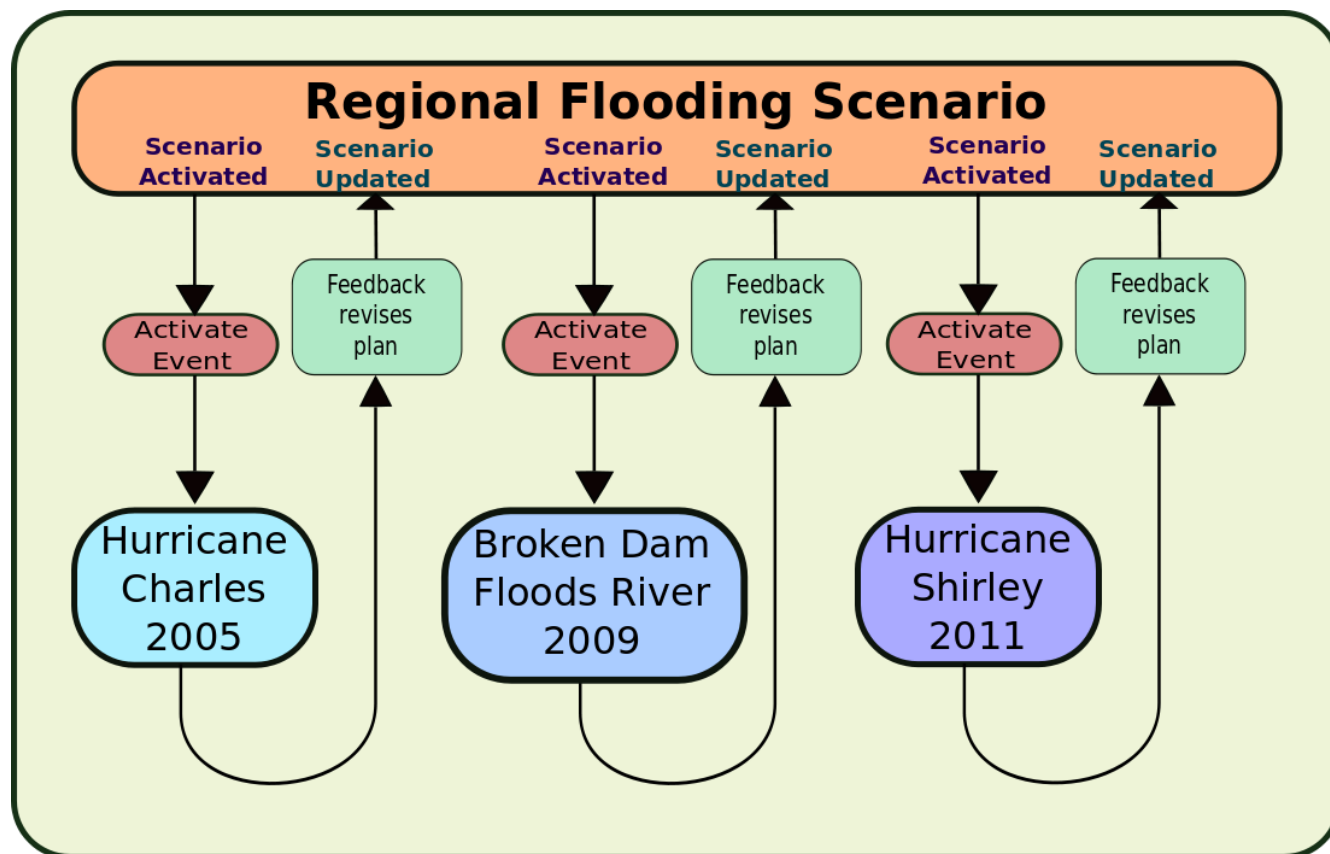 Regional Flooding Scenario
Scenario
Activated
Scenario
Updated
Scenario
Activated
Scenario
Updated
Scenario
Activated
Scenario
Updated
Activate
Event
Feedback
revises
plan
Activate
Event
Feedback
revises
plan
Activate
Event
Feedback
revises
plan
Hurricane
Charles
2005
Broken Dam
Floods River
2009
Hurricane
Shirley
2011